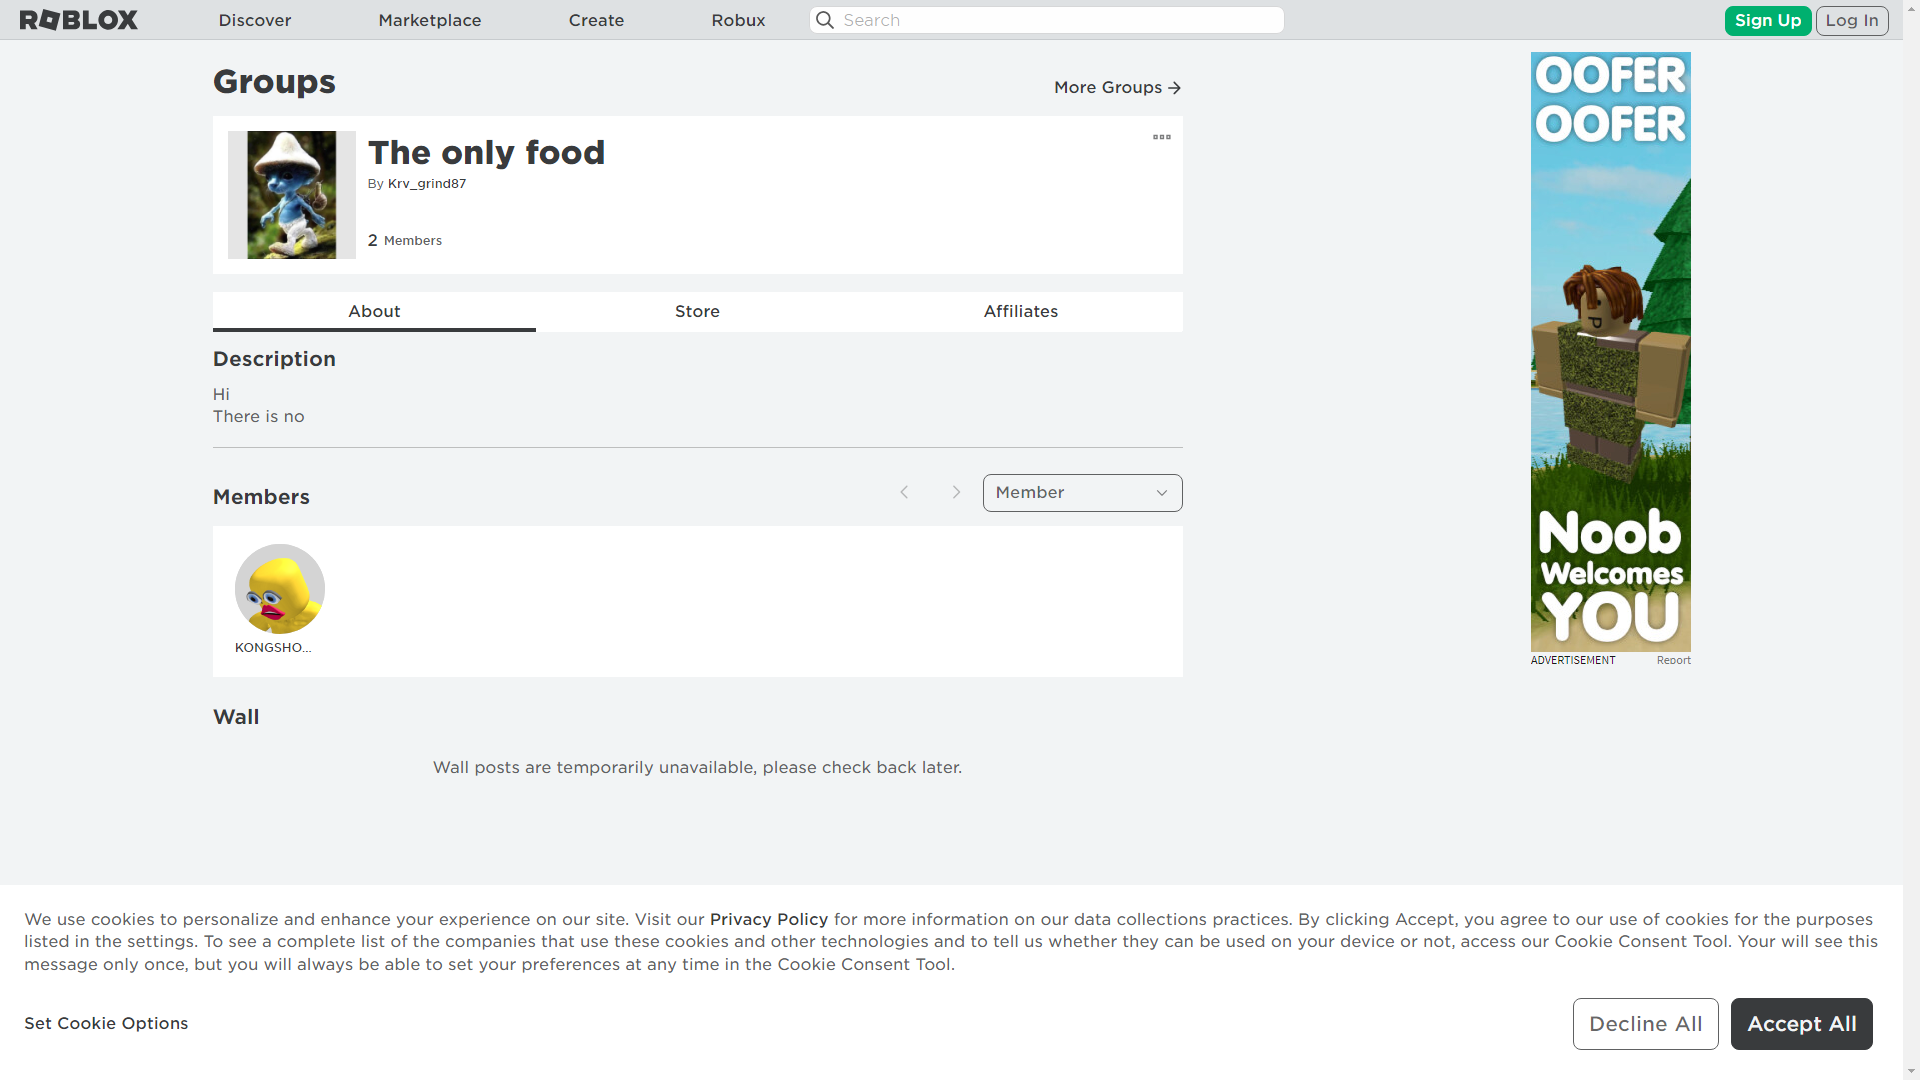 ROBLOX
Discover
Marketplace
Create
Robux
Search
Sign Up
Log In
Groups
More Groups
The only food
By Krv_grind87
2 Members
About
Store
Affiliates
Description
Hi
There is no
Members
Member
KONGSHO...
Wall
Wall posts are temporarily unavailable, please check back later.
OOFER
OOFER
Noob
Welcomes
YOU
ADVERTISEMENT
Report
We use cookies to personalize and enhance your experience on our site. Visit our Privacy Policy for more information on our data collections practices. By clicking Accept, you agree to our use of cookies for the purposes
listed in the settings. To see a complete list of the companies that use these cookies and other technologies and to tell us whether they can be used on your device or not, access our Cookie Consent Tool. Your will see this
message only once, but you will always be able to set your preferences at any time in the Cookie Consent Tool.
Set Cookie Options
Decline All
Accept All